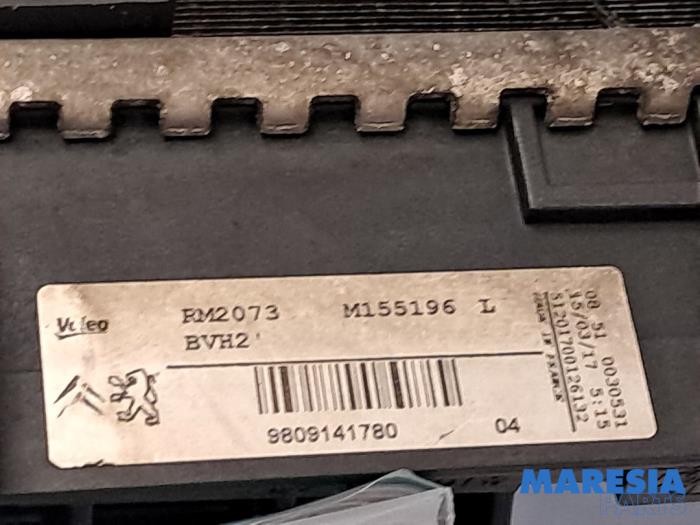 Valeo
RM2073 M155196 L
BVH2'
9809141780 04
08 51 0030531
15/03/17 5:15
51201700126132
MADE IN FRANCE
MARESIA
PARTS